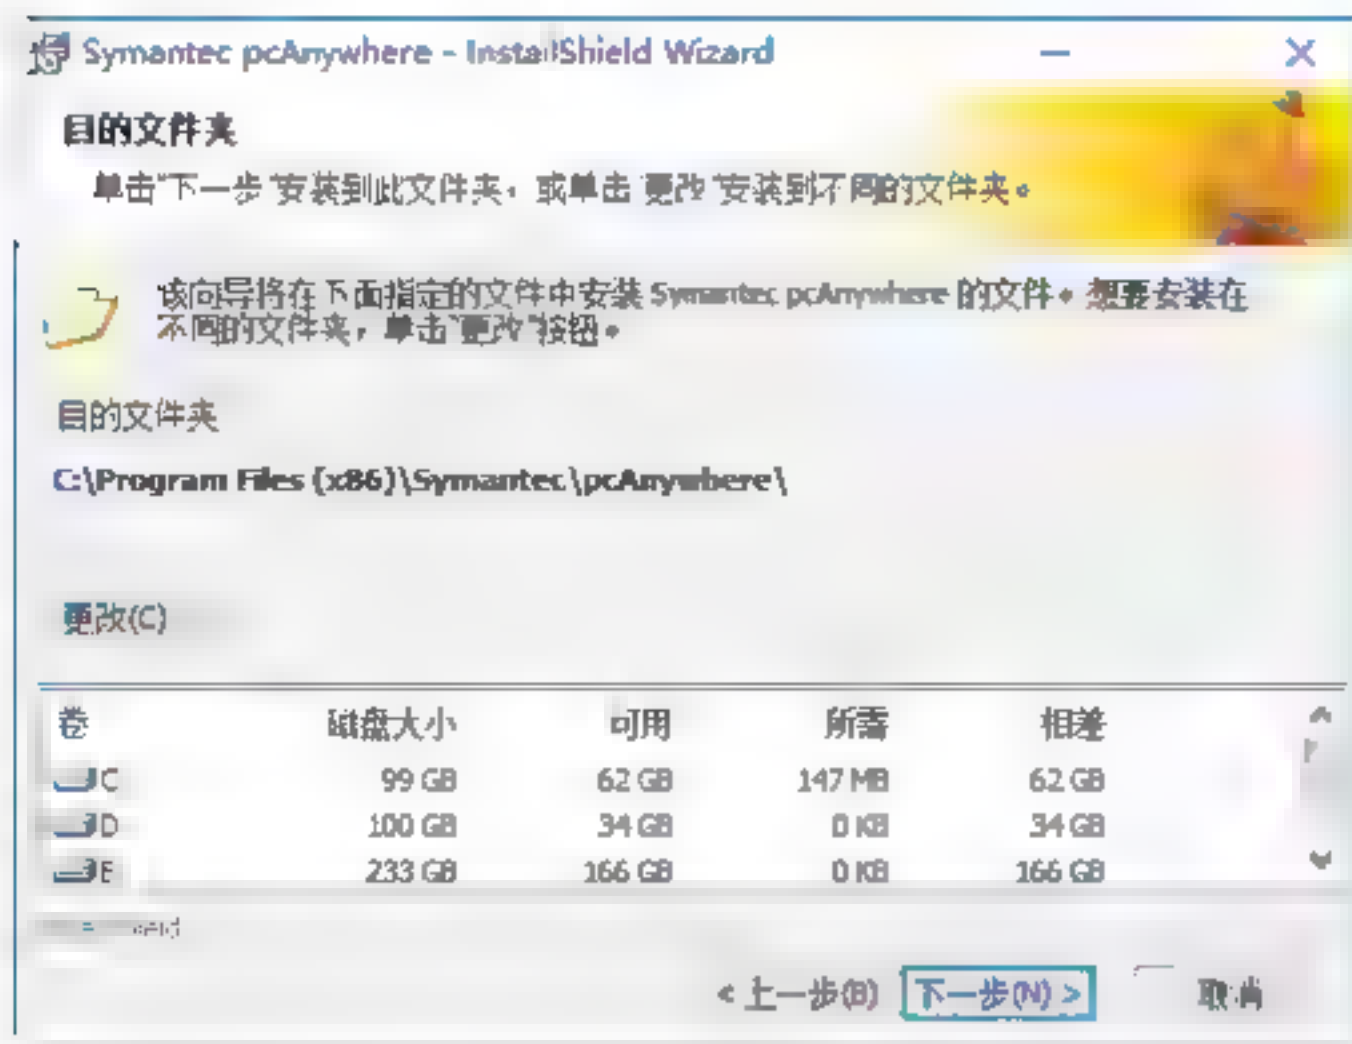 Symantec pcAnywhere - InstallShield Wizard
目的文件夹
单击“下一步”安装到此文件夹，或单击“更改”安装到不同的文件夹。
该向导将在下面指定的文件中安装 Symantec pcAnywhere 的文件。想要安装在
不同的文件夹，单击“更改”按钮。
目的文件夹
C:\Program Files (x86)\Symantec\pcAnywhere\
更改(C)
卷 磁盘大小 可用 所需 相差
C 99 GB 62 GB 147 MB 62 GB
D 100 GB 34 GB 0 KB 34 GB
E 233 GB 166 GB 0 KB 166 GB
< 上一步(B) 下一步(N) > 取消